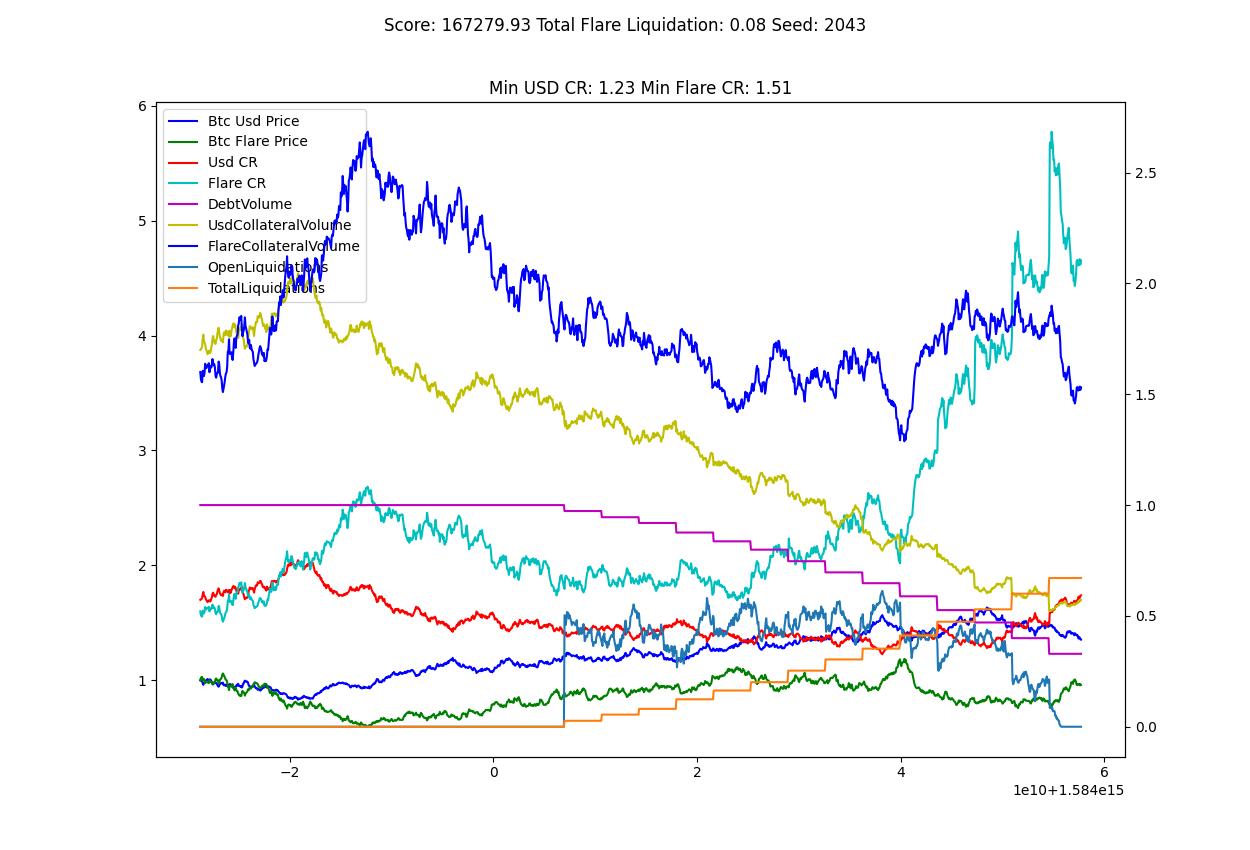 Score: 167279.93 Total Flare Liquidation: 0.08 Seed: 2043
Min USD CR: 1.23 Min Flare CR: 1.51
Btc Usd Price
Btc Flare Price
Usd CR
Flare CR
DebtVolume
UsdCollateralVolume
FlareCollateralVolume
OpenLiquidations
TotalLiquidations
6
5
4
3
2
1
2.5
2.0
1.5
1.0
0.5
0.0
−2 0 2 4 6
1e10+1.584e15